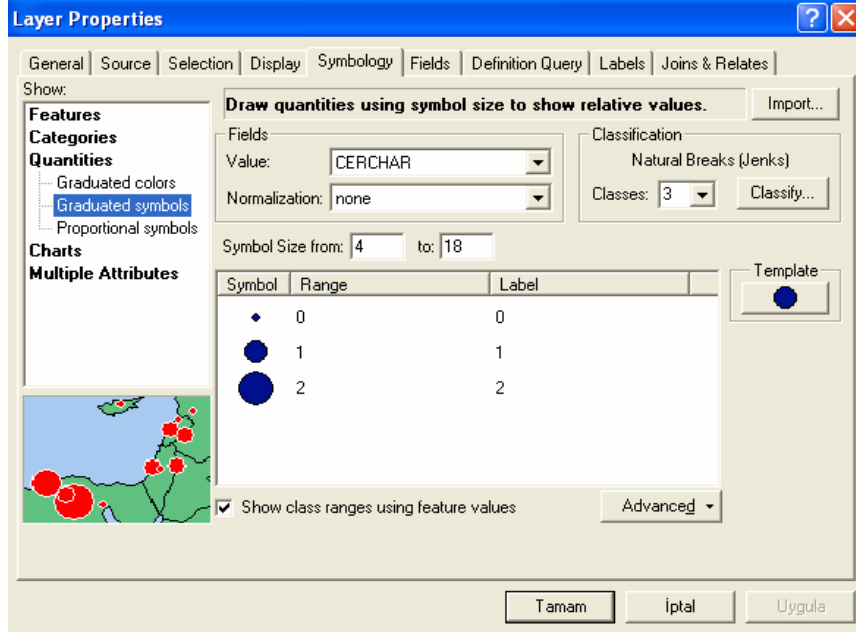 Layer Properties
General Source Selection Display Symbology Fields Definition Query Labels Joins & Relates
Show:
Features
Categories
Quantities
Graduated colors
Graduated symbols
Proportional symbols
Charts
Multiple Attributes
Draw quantities using symbol size to show relative values.
Import...
Fields
Value: CERCHAR
Normalization: none
Classification
Natural Breaks (Jenks)
Classes: 3 Classify...
Symbol Size from: 4 to: 18
Symbol Range Label
0 0
1 1
2 2
Template
Show class ranges using feature values
Advanced
Tamam İptal Uygula